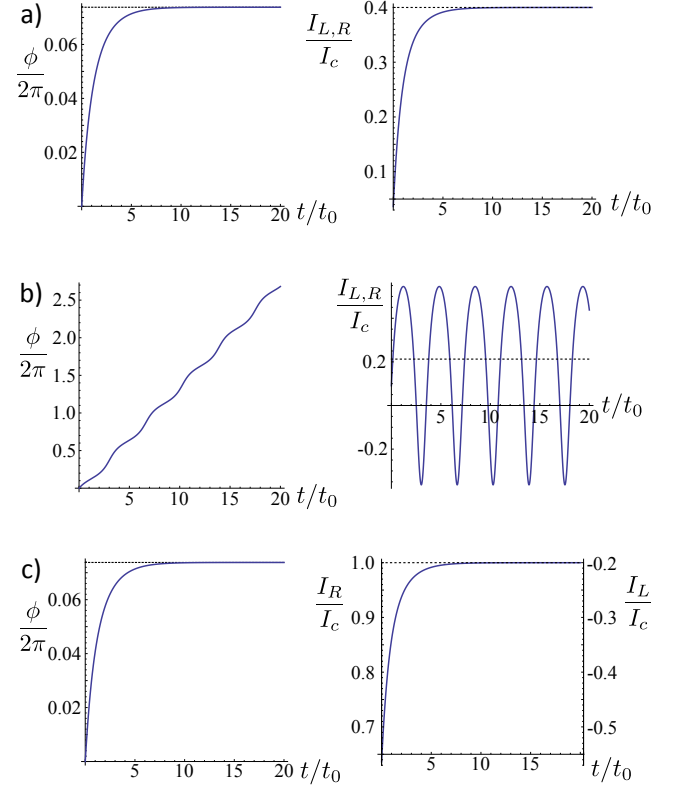 a)
ϕ/2π
0.06
0.04
0.02
5 10 15 20
t/t₀
I_{L,R}/I_c
0.4
0.3
0.2
0.1
5 10 15 20
t/t₀
b)
ϕ/2π
2.5
2.0
1.5
1.0
0.5
5 10 15 20
t/t₀
I_{L,R}/I_c
0.2
-0.2
5 10 15 20
t/t₀
c)
ϕ/2π
0.06
0.04
0.02
5 10 15 20
t/t₀
I_R/I_c
1.0
0.9
0.8
0.7
5 10 15
t/t₀
-0.2
-0.3
-0.4
-0.5
I_L/I_c